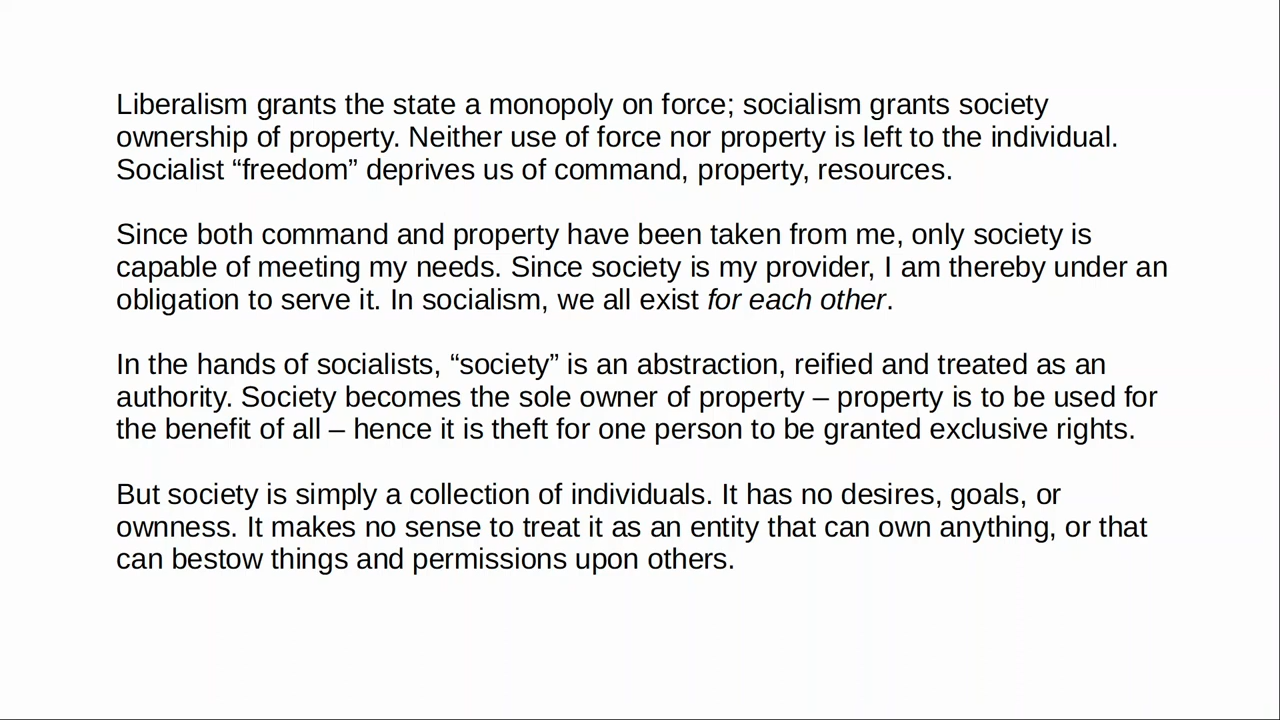 Liberalism grants the state a monopoly on force; socialism grants society
ownership of property. Neither use of force nor property is left to the individual.
Socialist “freedom” deprives us of command, property, resources.
Since both command and property have been taken from me, only society is
capable of meeting my needs. Since society is my provider, I am thereby under an
obligation to serve it. In socialism, we all exist for each other.
In the hands of socialists, “society” is an abstraction, reified and treated as an
authority. Society becomes the sole owner of property – property is to be used for
the benefit of all – hence it is theft for one person to be granted exclusive rights.
But society is simply a collection of individuals. It has no desires, goals, or
ownness. It makes no sense to treat it as an entity that can own anything, or that
can bestow things and permissions upon others.